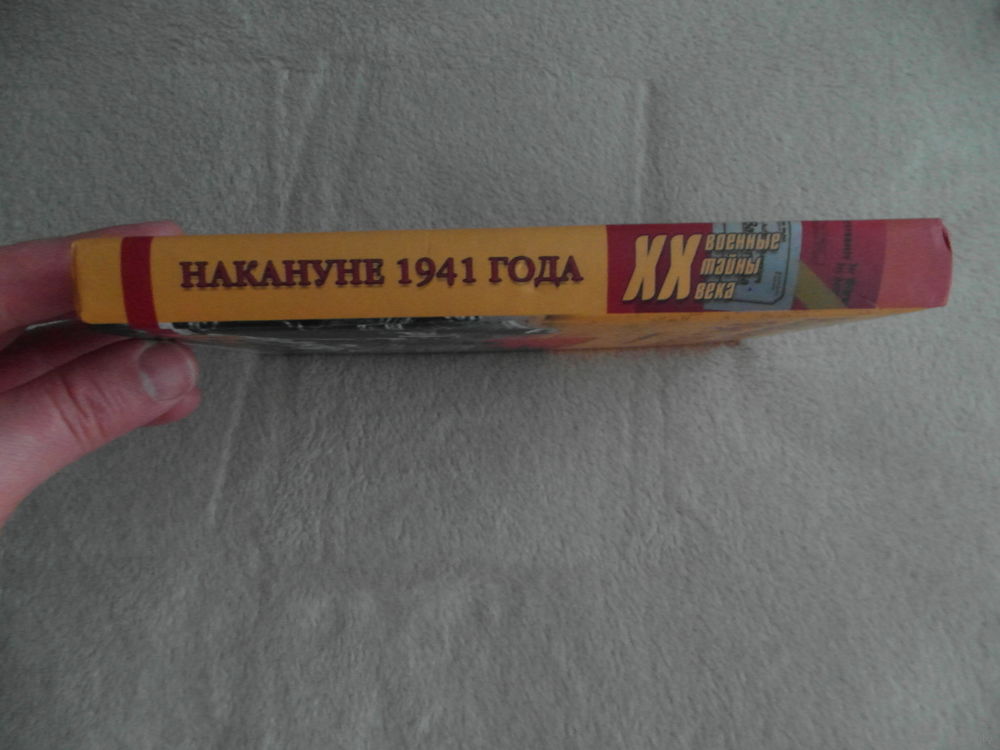 НАКАНУНЕ 1941 ГОДА
XX
военные
тайны
века